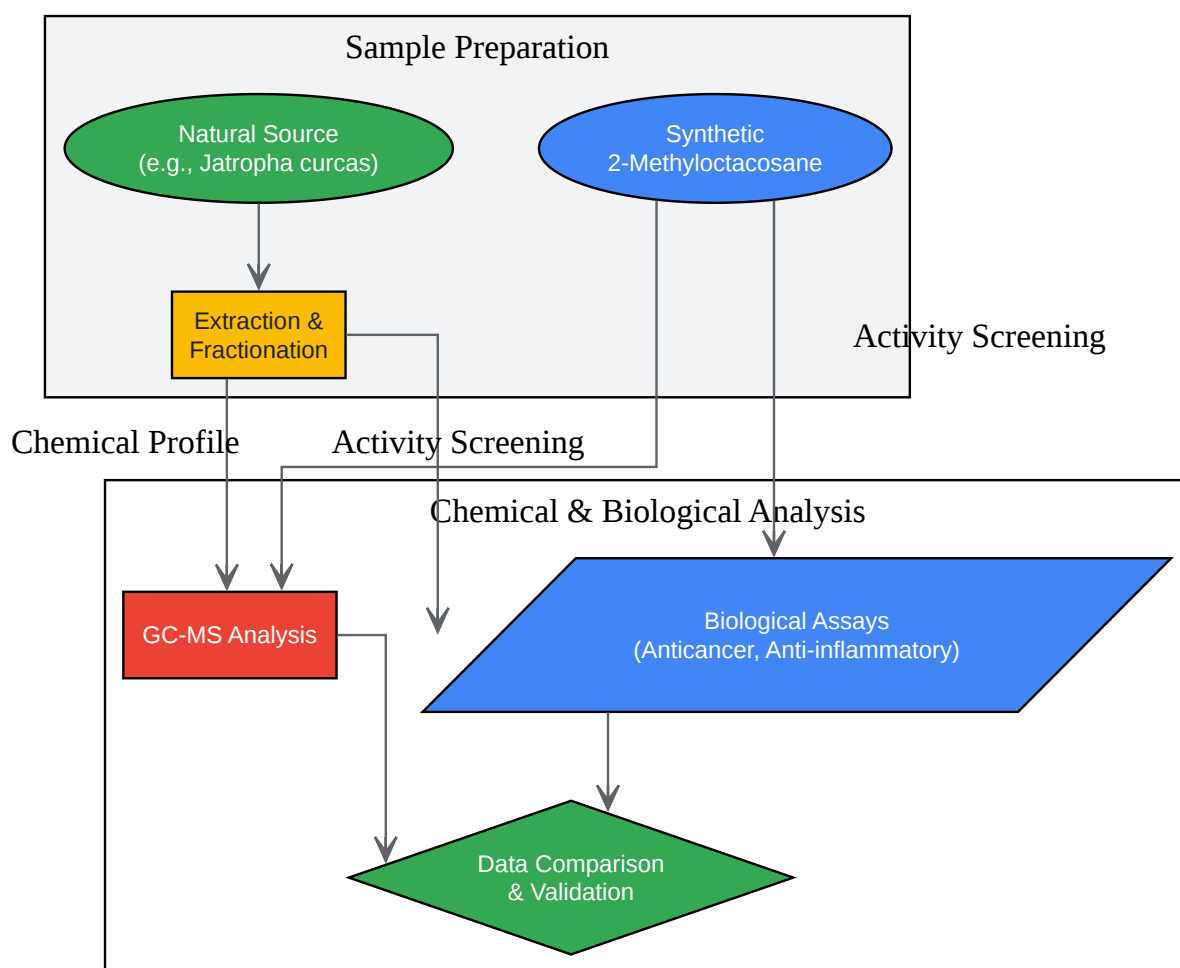 Sample Preparation
Natural Source
(e.g., Jatropha curcas)
Synthetic
2-Methyloctacosane
Extraction &
Fractionation
Activity Screening
Chemical Profile
Activity Screening
Chemical & Biological Analysis
GC-MS Analysis
Biological Assays
(Anticancer, Anti-inflammatory)
Data Comparison
& Validation